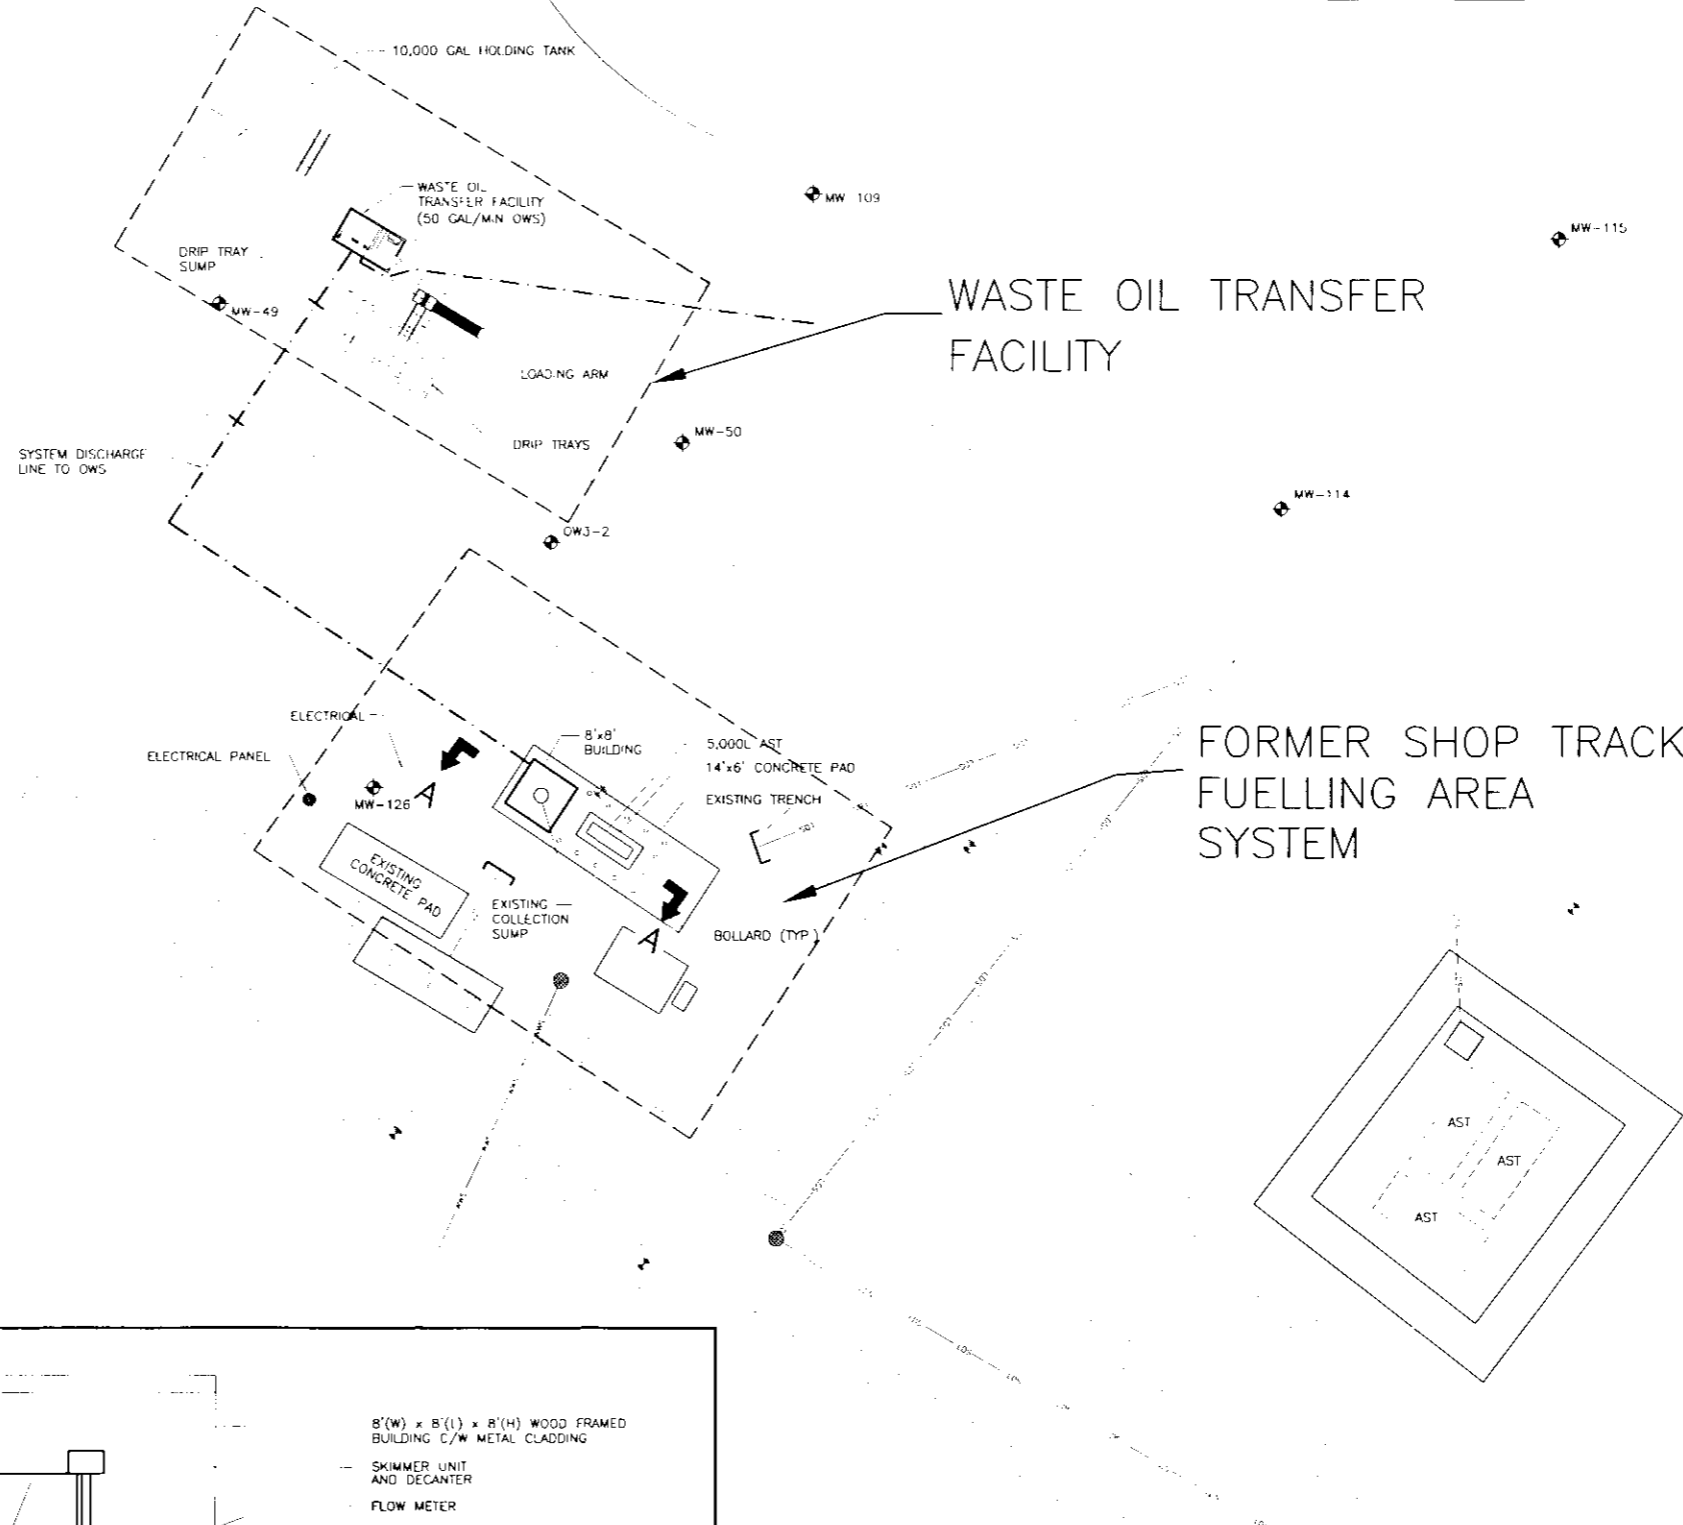 10,000 GAL HOLDING TANK
WASTE OIL
TRANSFER FACILITY
(50 GAL/MIN OWS)
DRIP TRAY
SUMP
MW-49
MW 109
MW-115
WASTE OIL TRANSFER
FACILITY
LOADING ARM
DRIP TRAYS
MW-50
SYSTEM DISCHARGE
LINE TO OWS
MW-114
OW3-2
ELECTRICAL
ELECTRICAL PANEL
MW-126
A
8'x8'
BUILDING
5,000L AST
14'x6' CONCRETE PAD
EXISTING TRENCH
FORMER SHOP TRACK
FUELLING AREA
SYSTEM
EXISTING
CONCRETE PAD
EXISTING
COLLECTION
SUMP
A
BOLLARD (TYP.)
AST
AST
AST
8'(W) x 8'(L) x 8'(H) WOOD FRAMED
BUILDING C/W METAL CLADDING
SKIMMER UNIT
AND DECANTER
FLOW METER